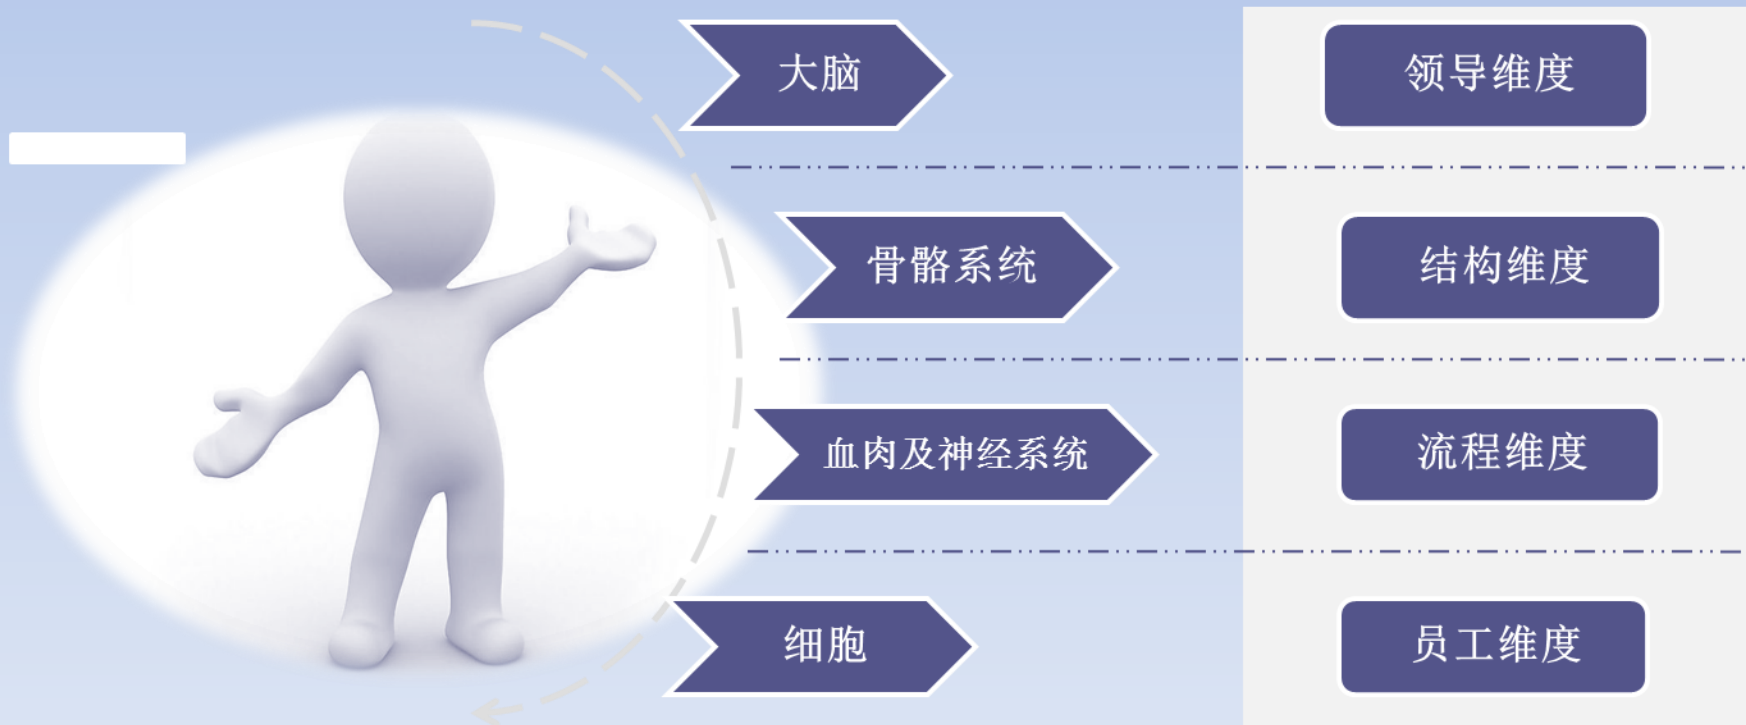 大脑
领导维度
骨骼系统
结构维度
血肉及神经系统
流程维度
细胞
员工维度